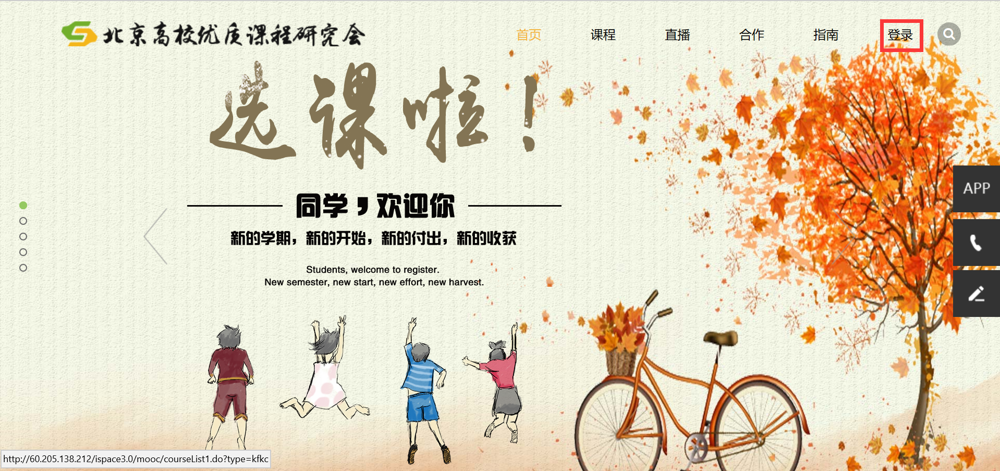 北京高校优质课程研究会
首页 课程 直播 合作 指南 登录
选课啦！
APP
同学，欢迎你
新的学期，新的开始，新的付出，新的收获
Students, welcome to register.
New semester, new start, new effort, new harvest.
http://60.205.138.212/ispace3.0/mooc/courseList1.do?type=kfkc